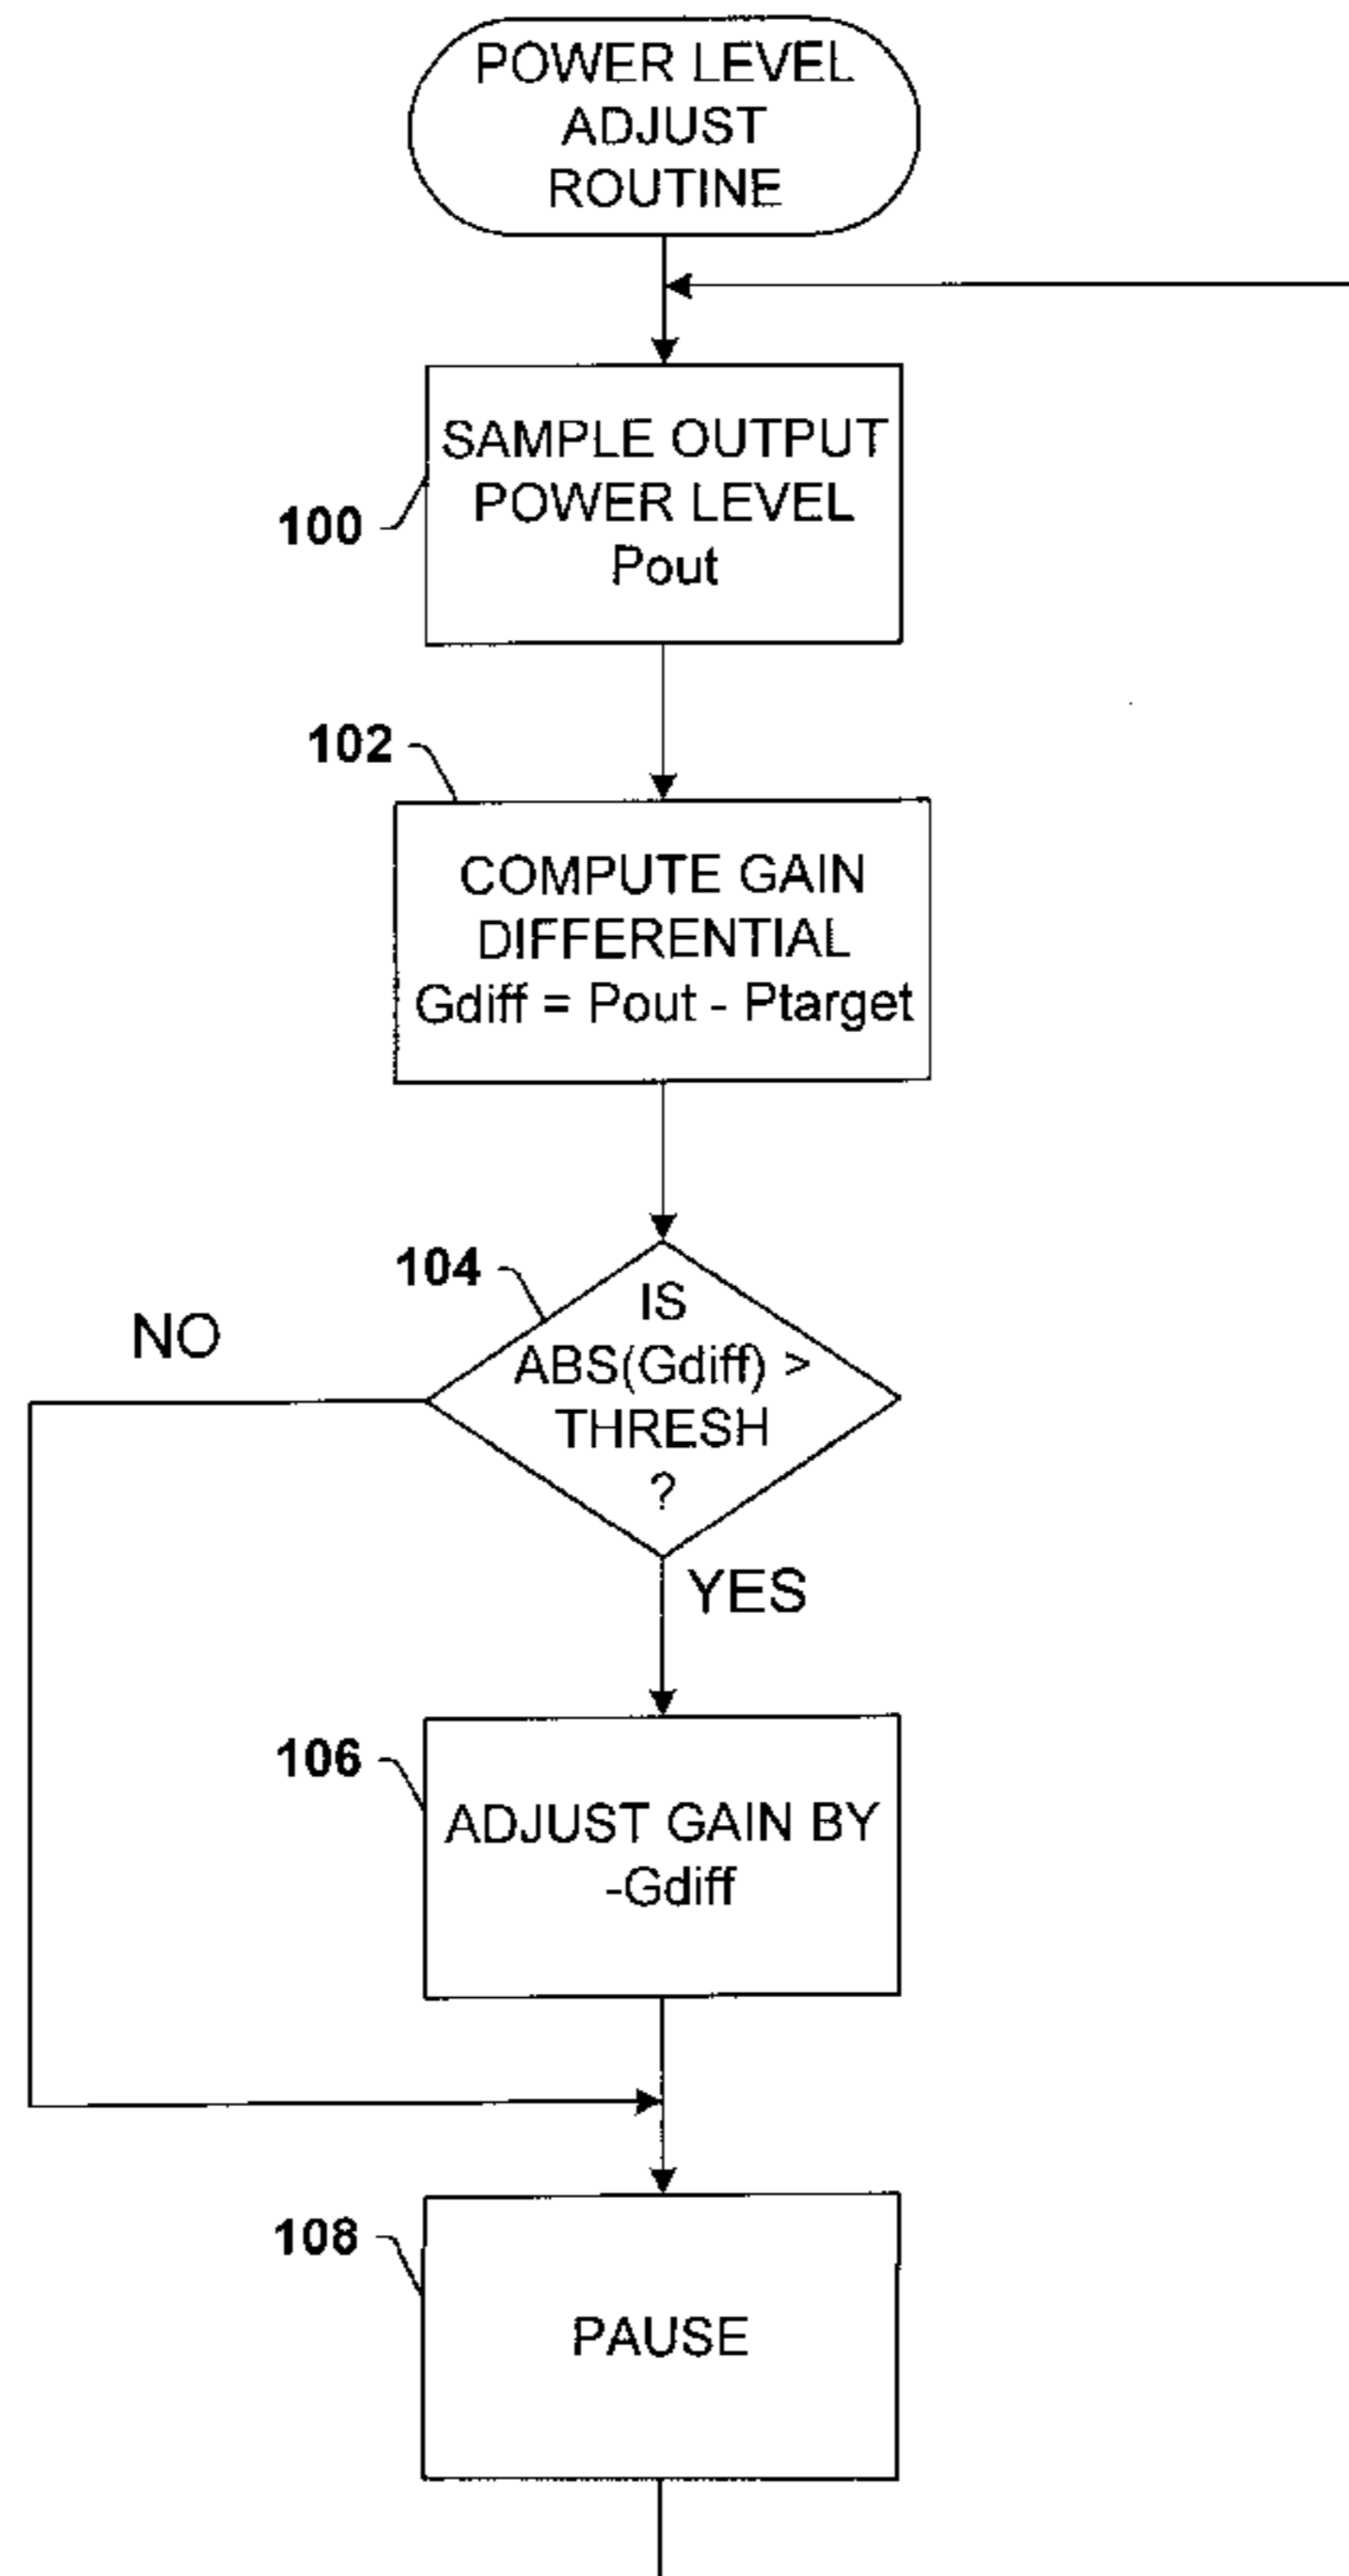 POWER LEVEL
ADJUST
ROUTINE
SAMPLE OUTPUT
POWER LEVEL
Pout
100
102
COMPUTE GAIN
DIFFERENTIAL
Gdiff = Pout - Ptarget
104
IS
ABS(Gdiff) >
THRESH
?
NO
YES
106
ADJUST GAIN BY
-Gdiff
108
PAUSE